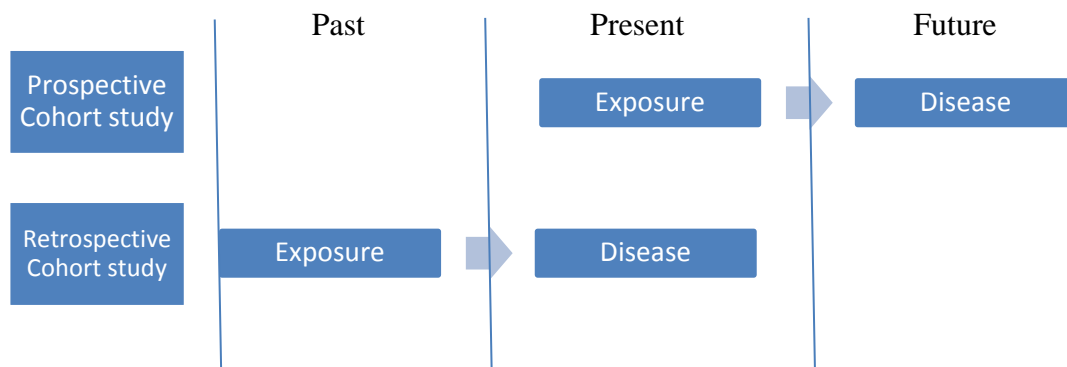 Past
Present
Future
Prospective
Cohort study
Exposure
Disease
Retrospective
Cohort study
Exposure
Disease